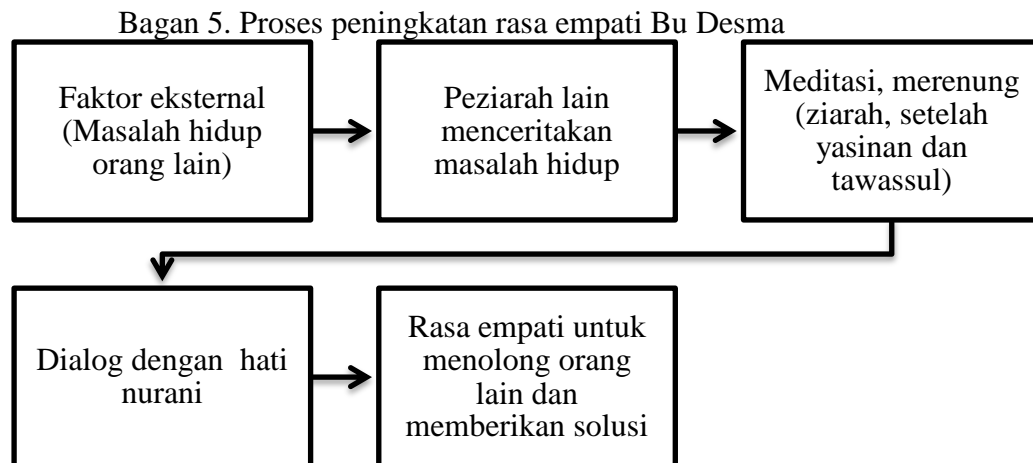 Bagan 5. Proses peningkatan rasa empati Bu Desma
Faktor eksternal
(Masalah hidup
orang lain)
Peziarah lain
menceritakan
masalah hidup
Meditasi, merenung
(ziarah, setelah
yasinan dan
tawassul)
Dialog dengan hati
nurani
Rasa empati untuk
menolong orang
lain dan
memberikan solusi